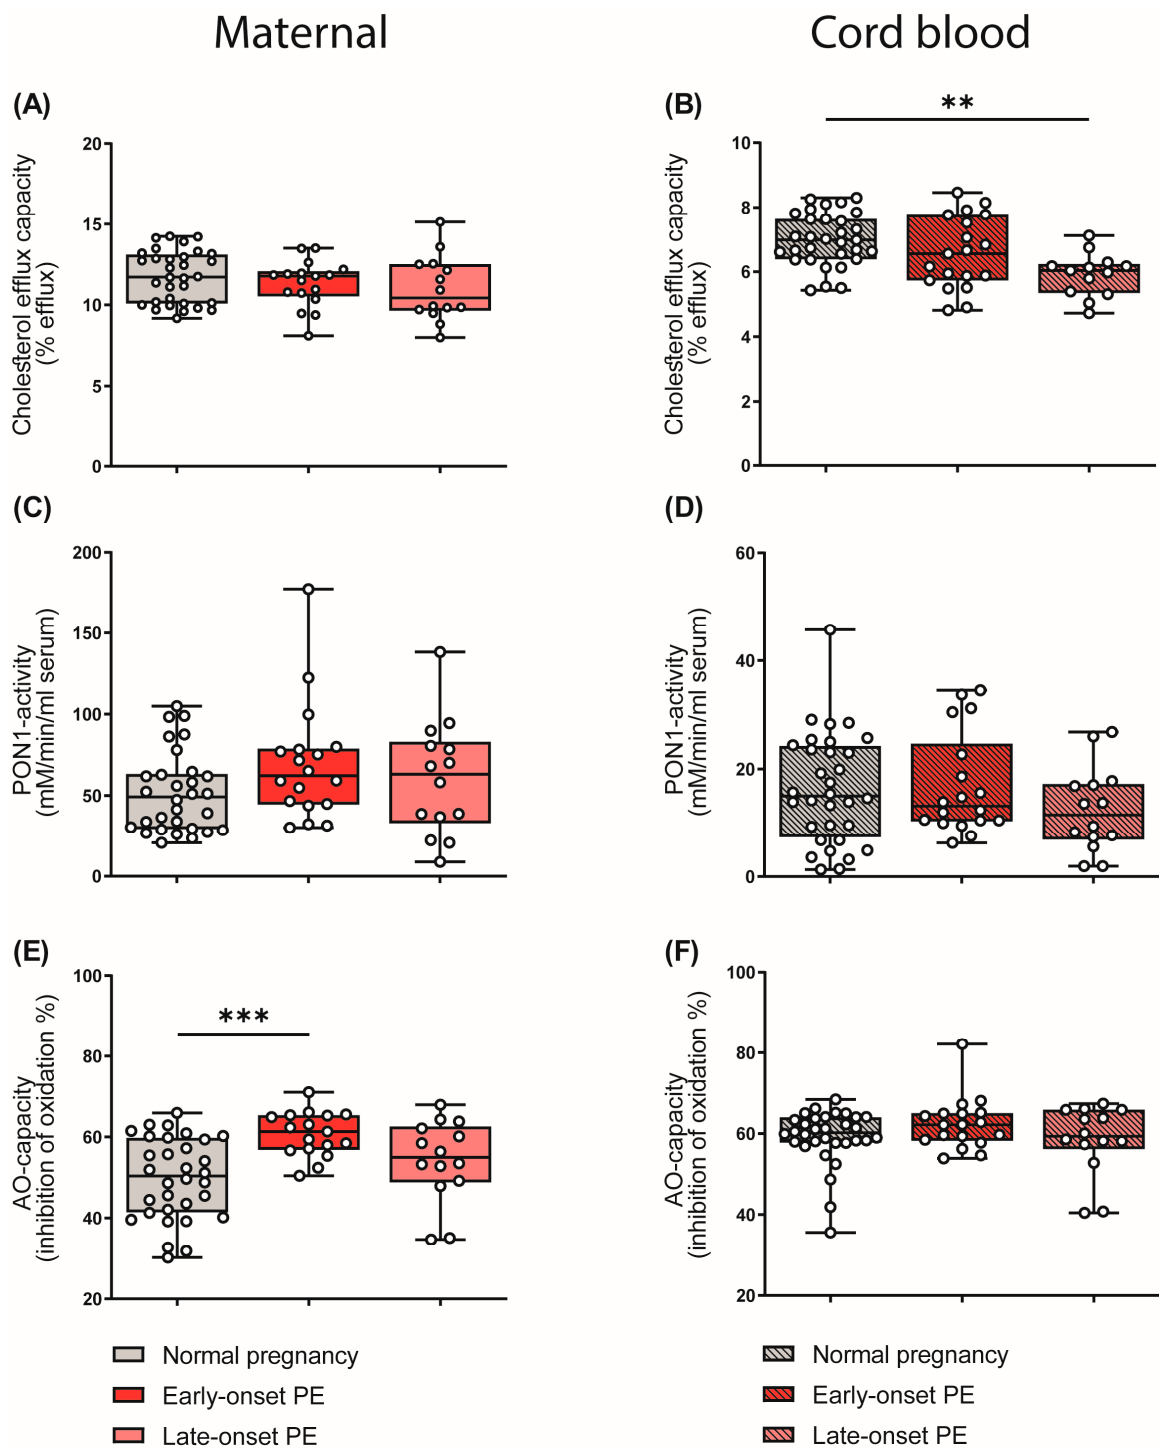 Maternal
Cord blood
(A)
Cholesterol efflux capacity
(% efflux)
20
15
10
5
0
(B)
**
Cholesterol efflux capacity
(% efflux)
10
8
6
4
2
0
(C)
PON1-activity
(mM/min/ml serum)
200
150
100
50
0
(D)
PON1-activity
(mM/min/ml serum)
60
40
20
0
(E)
***
AO-capacity
(inhibition of oxidation %)
100
80
60
40
20
(F)
AO-capacity
(inhibition of oxidation %)
100
80
60
40
20
Normal pregnancy
Early-onset PE
Late-onset PE
Normal pregnancy
Early-onset PE
Late-onset PE